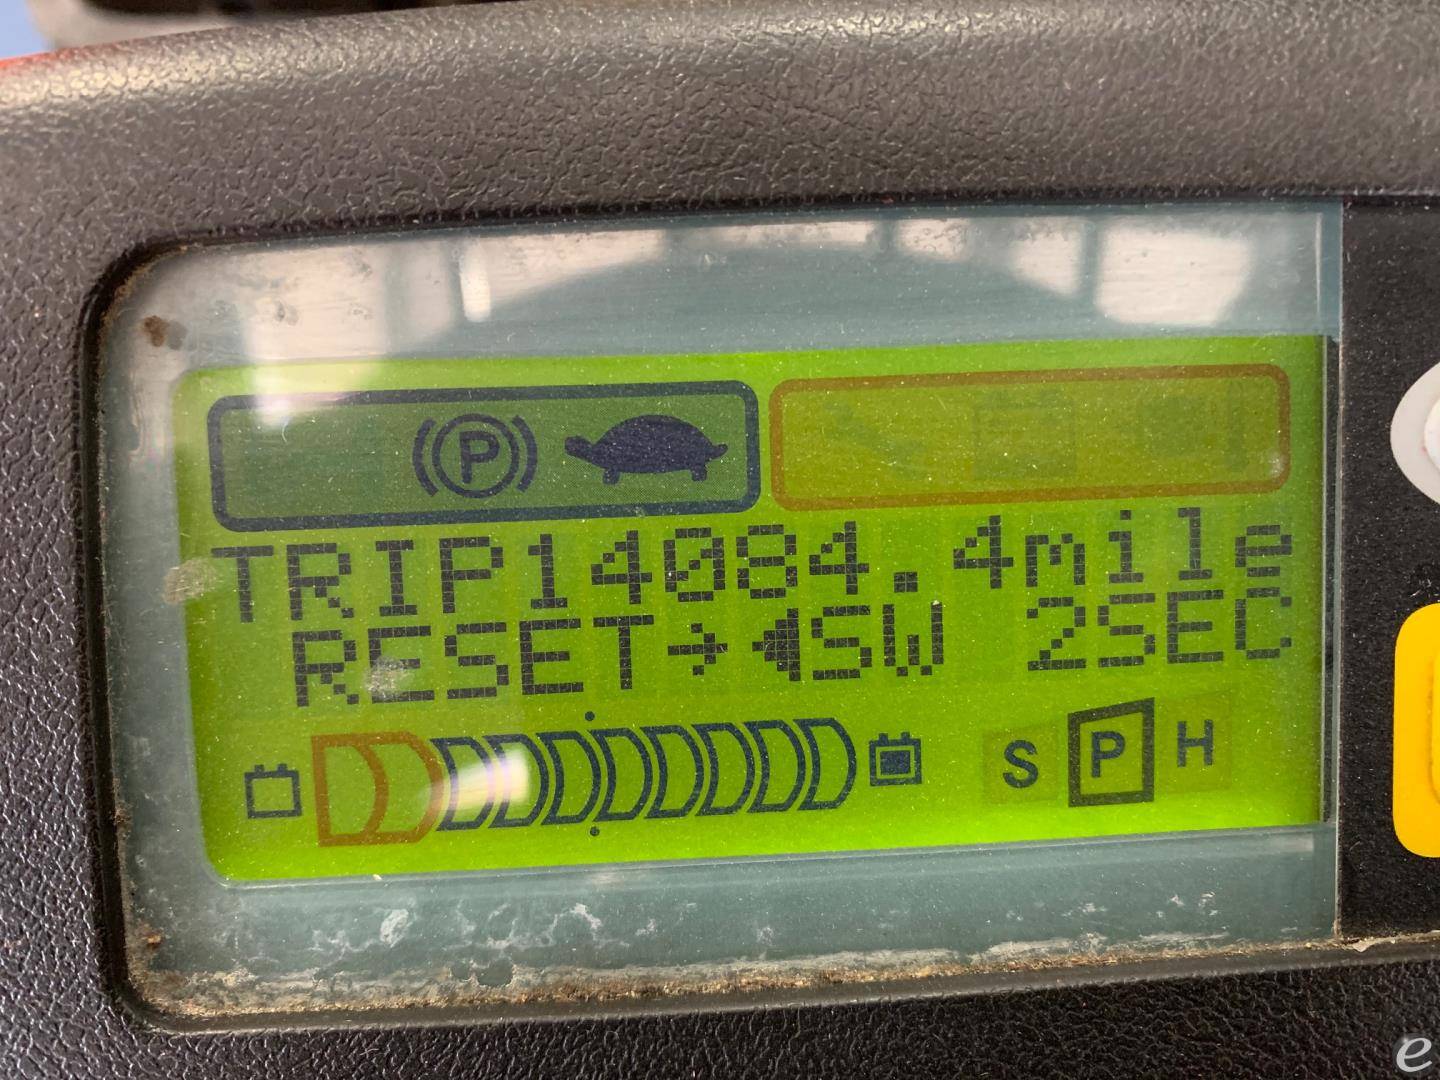 P
TRIP14084.4mile
RESET→◀SW 2SEC
S P H
e